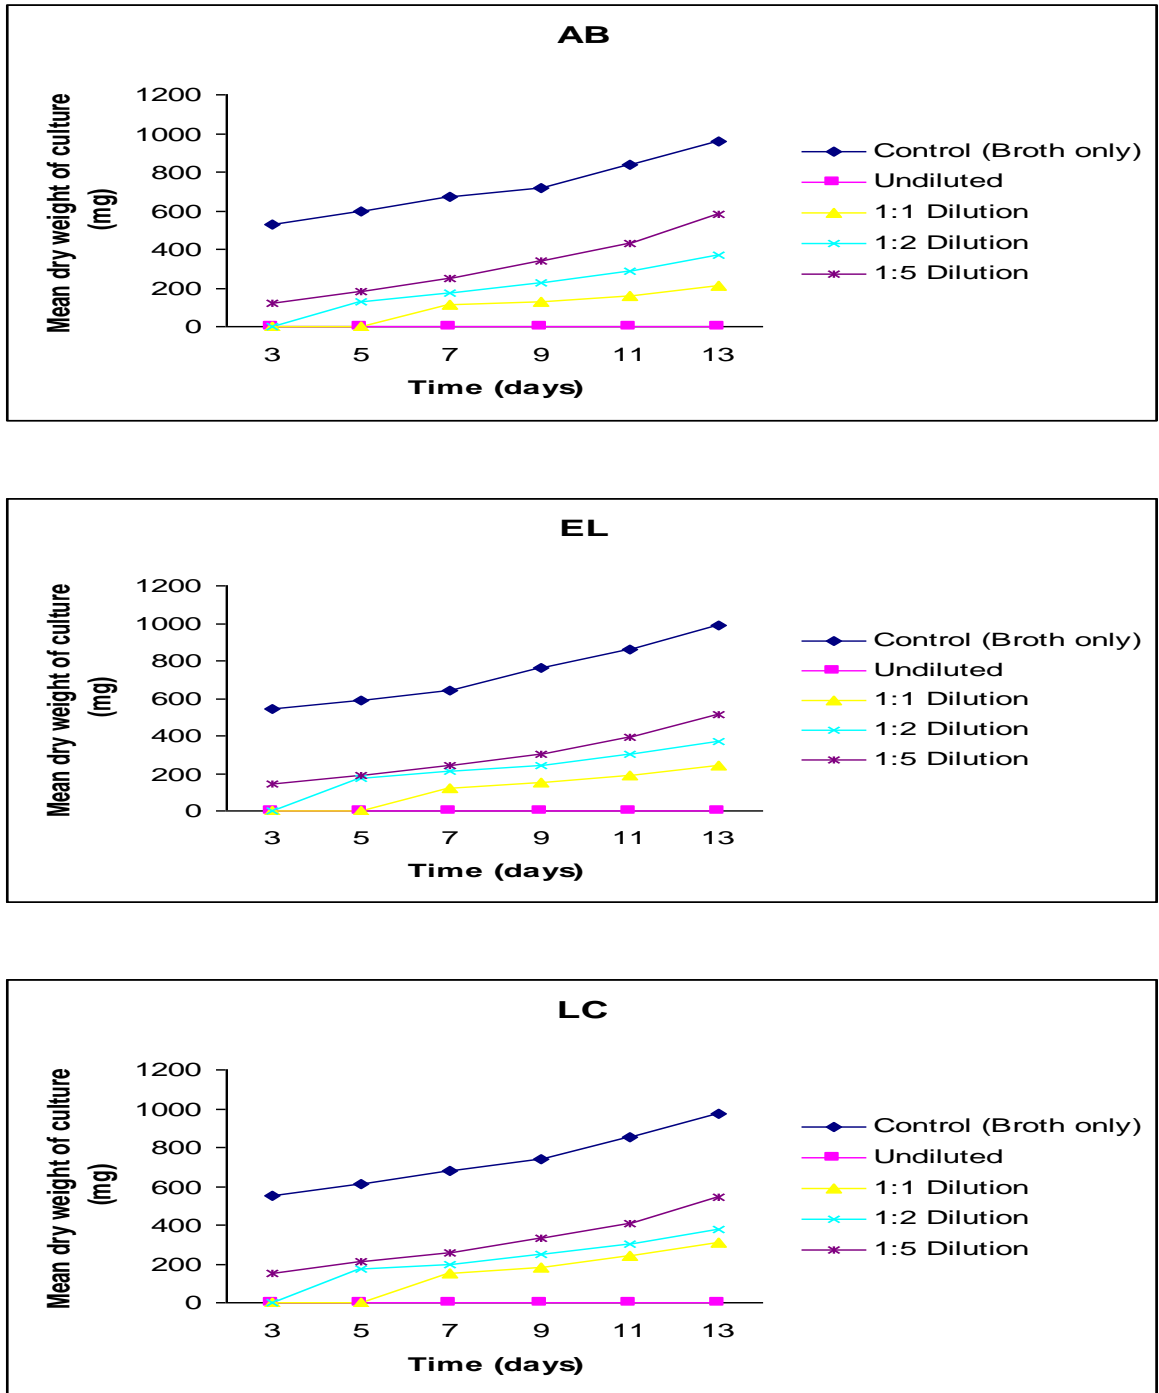 AB
Mean dry weight of culture
(mg)
1200
1000
800
600
400
200
0
3 5 7 9 11 13
Time (days)
Control (Broth only)
Undiluted
1:1 Dilution
1:2 Dilution
1:5 Dilution
EL
Mean dry weight of culture
(mg)
1200
1000
800
600
400
200
0
3 5 7 9 11 13
Time (days)
Control (Broth only)
Undiluted
1:1 Dilution
1:2 Dilution
1:5 Dilution
LC
Mean dry weight of culture
(mg)
1200
1000
800
600
400
200
0
3 5 7 9 11 13
Time (days)
Control (Broth only)
Undiluted
1:1 Dilution
1:2 Dilution
1:5 Dilution